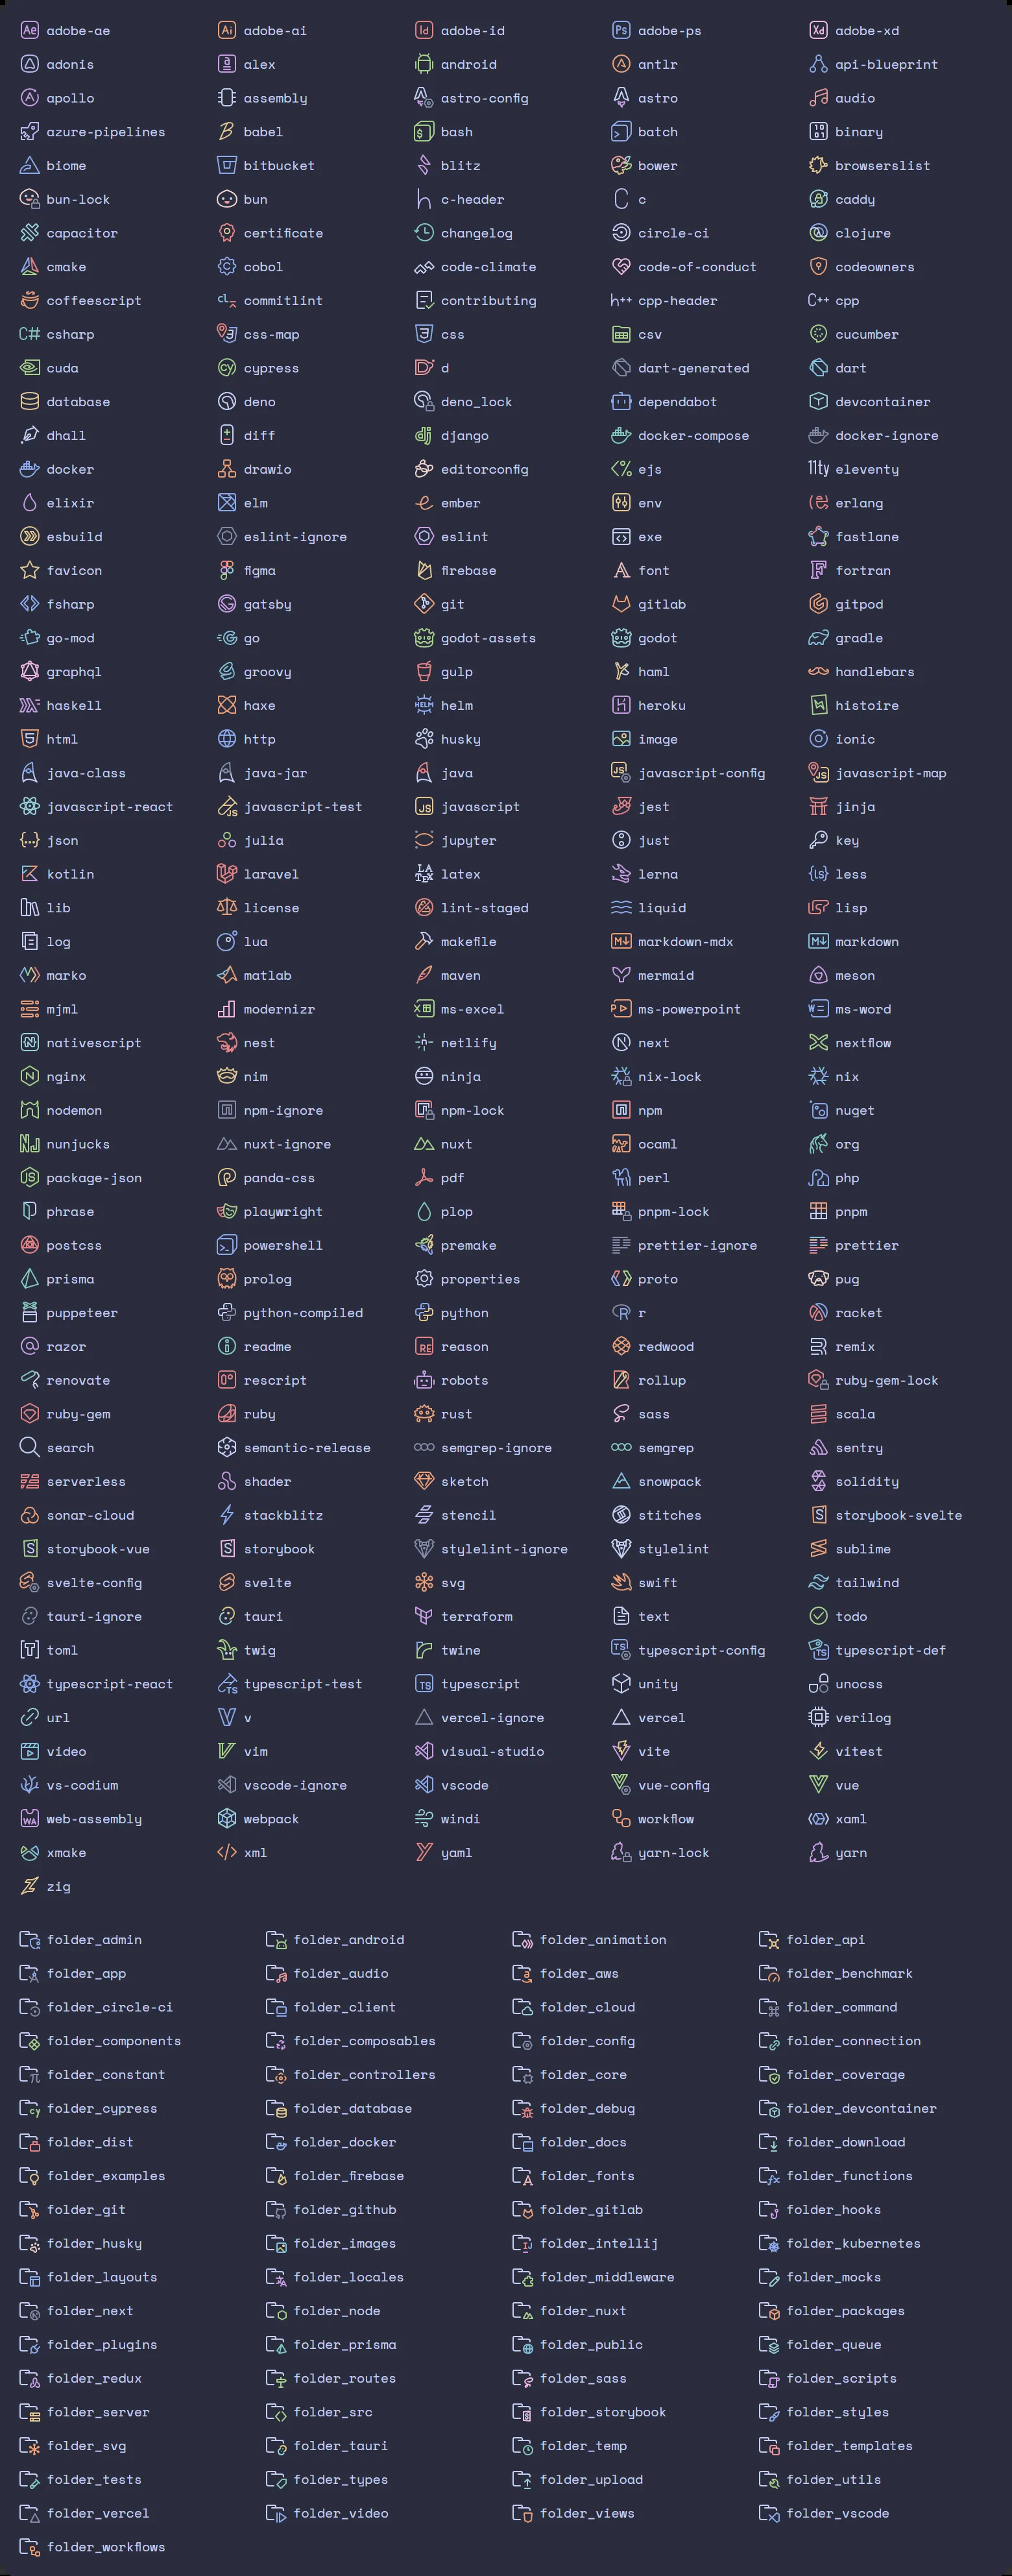 adobe-ae adobe-ai adobe-id adobe-ps adobe-xd
adonis alex android antlr api-blueprint
apollo assembly astro-config astro audio
azure-pipelines babel bash batch binary
biome bitbucket blitz bower browserslist
bun-lock bun c-header c caddy
capacitor certificate changelog circle-ci clojure
cmake cobol code-climate code-of-conduct codeowners
coffeescript commitlint contributing cpp-header cpp
csharp css-map css csv cucumber
cuda cypress d dart-generated dart
database deno deno_lock dependabot devcontainer
dhall diff django docker-compose docker-ignore
docker drawio editorconfig ejs eleventy
elixir elm ember env erlang
esbuild eslint-ignore eslint exe fastlane
favicon figma firebase font fortran
fsharp gatsby git gitlab gitpod
go-mod go godot-assets godot gradle
graphql groovy gulp haml handlebars
haskell haxe helm heroku histoire
html http husky image ionic
java-class java-jar java javascript-config javascript-map
javascript-react javascript-test javascript jest jinja
json julia jupyter just key
kotlin laravel latex lerna less
lib license lint-staged liquid lisp
log lua makefile markdown-mdx markdown
marko matlab maven mermaid meson
mjml modernizr ms-excel ms-powerpoint ms-word
nativescript nest netlify next nextflow
nginx nim ninja nix-lock nix
nodemon npm-ignore npm-lock npm nuget
nunjucks nuxt-ignore nuxt ocaml org
package-json panda-css pdf perl php
phrase playwright plop pnpm-lock pnpm
postcss powershell premake prettier-ignore prettier
prisma prolog properties proto pug
puppeteer python-compiled python r racket
razor readme reason redwood remix
renovate rescript robots rollup ruby-gem-lock
ruby-gem ruby rust sass scala
search semantic-release semgrep-ignore semgrep sentry
serverless shader sketch snowpack solidity
sonar-cloud stackblitz stencil stitches storybook-svelte
storybook-vue storybook stylelint-ignore stylelint sublime
svelte-config svelte svg swift tailwind
tauri-ignore tauri terraform text todo
toml twig twine typescript-config typescript-def
typescript-react typescript-test typescript unity unocss
url v vercel-ignore vercel verilog
video vim visual-studio vite vitest
vs-codium vscode-ignore vscode vue-config vue
web-assembly webpack windi workflow xaml
xmake xml yaml yarn-lock yarn
zig
folder_admin folder_android folder_animation folder_api
folder_app folder_audio folder_aws folder_benchmark
folder_circle-ci folder_client folder_cloud folder_command
folder_components folder_composables folder_config folder_connection
folder_constant folder_controllers folder_core folder_coverage
folder_cypress folder_database folder_debug folder_devcontainer
folder_dist folder_docker folder_docs folder_download
folder_examples folder_firebase folder_fonts folder_functions
folder_git folder_github folder_gitlab folder_hooks
folder_husky folder_images folder_intellij folder_kubernetes
folder_layouts folder_locales folder_middleware folder_mocks
folder_next folder_node folder_nuxt folder_packages
folder_plugins folder_prisma folder_public folder_queue
folder_redux folder_routes folder_sass folder_scripts
folder_server folder_src folder_storybook folder_styles
folder_svg folder_tauri folder_temp folder_templates
folder_tests folder_types folder_upload folder_utils
folder_vercel folder_video folder_views folder_vscode
folder_workflows